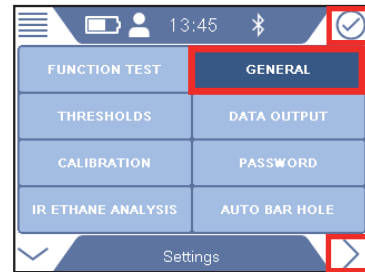 13:45
FUNCTION TEST GENERAL
THRESHOLDS DATA OUTPUT
CALIBRATION PASSWORD
IR ETHANE ANALYSIS AUTO BAR HOLE
Settings